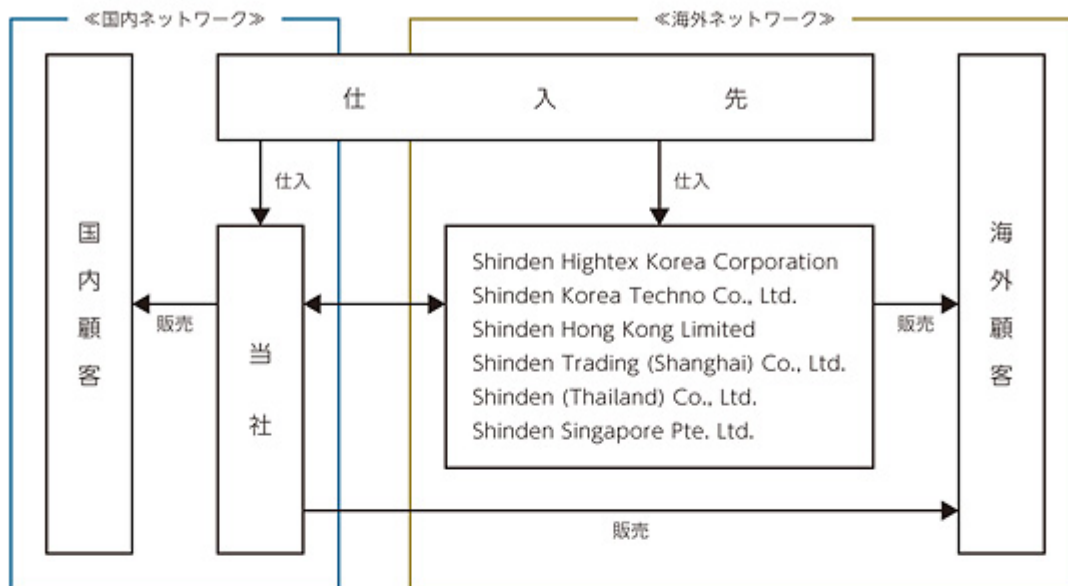 ≪国内ネットワーク≫
≪海外ネットワーク≫
仕入先
仕入
仕入
国内顧客
販売
当社
Shinden Hightex Korea Corporation
Shinden Korea Techno Co., Ltd.
Shinden Hong Kong Limited
Shinden Trading (Shanghai) Co., Ltd.
Shinden (Thailand) Co., Ltd.
Shinden Singapore Pte. Ltd.
販売
海外顧客
販売